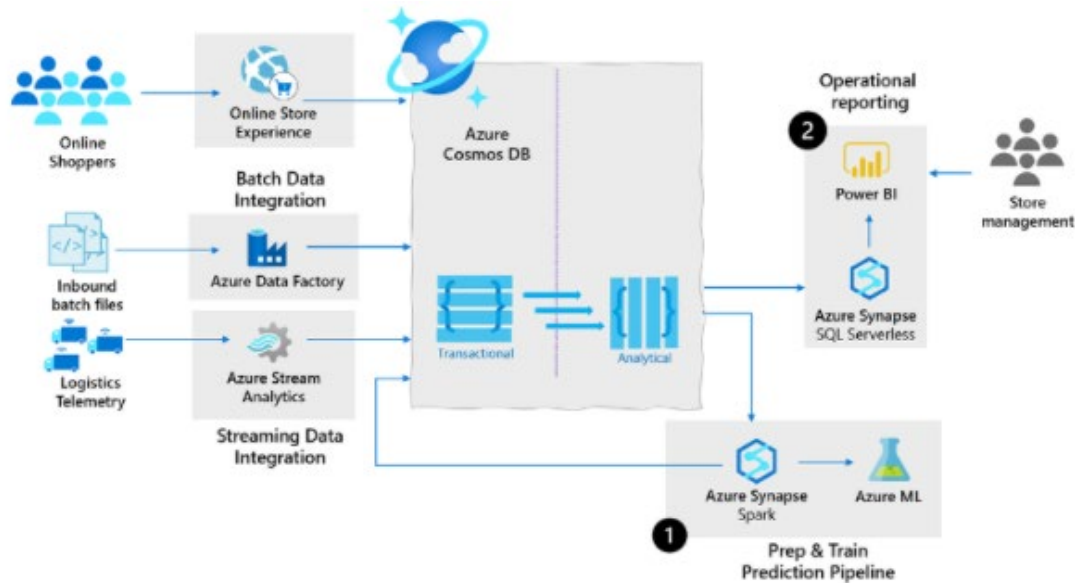 Online
Shoppers
Online Store
Experience
Batch Data
Integration
Inbound
batch files
Azure Data Factory
Logistics
Telemetry
Azure Stream
Analytics
Streaming Data
Integration
Azure
Cosmos DB
Transactional
Analytical
Operational
reporting
2
Power BI
Azure Synapse
SQL Serverless
Store
management
Azure Synapse
Spark
Azure ML
1
Prep & Train
Prediction Pipeline